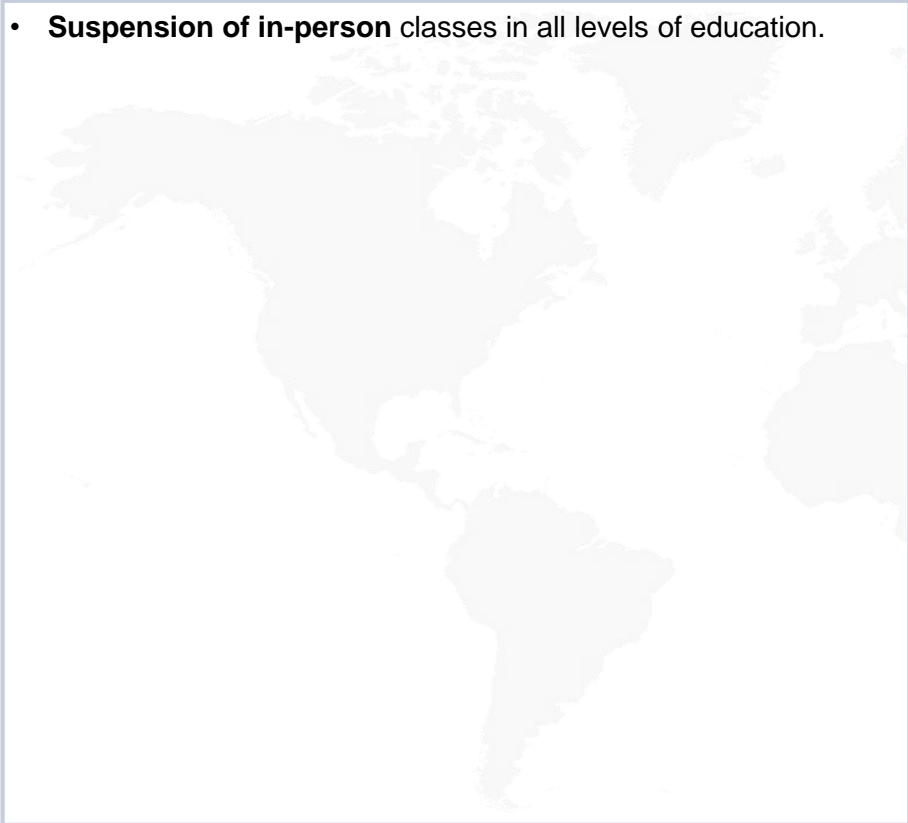 • Suspension of in-person classes in all levels of education.